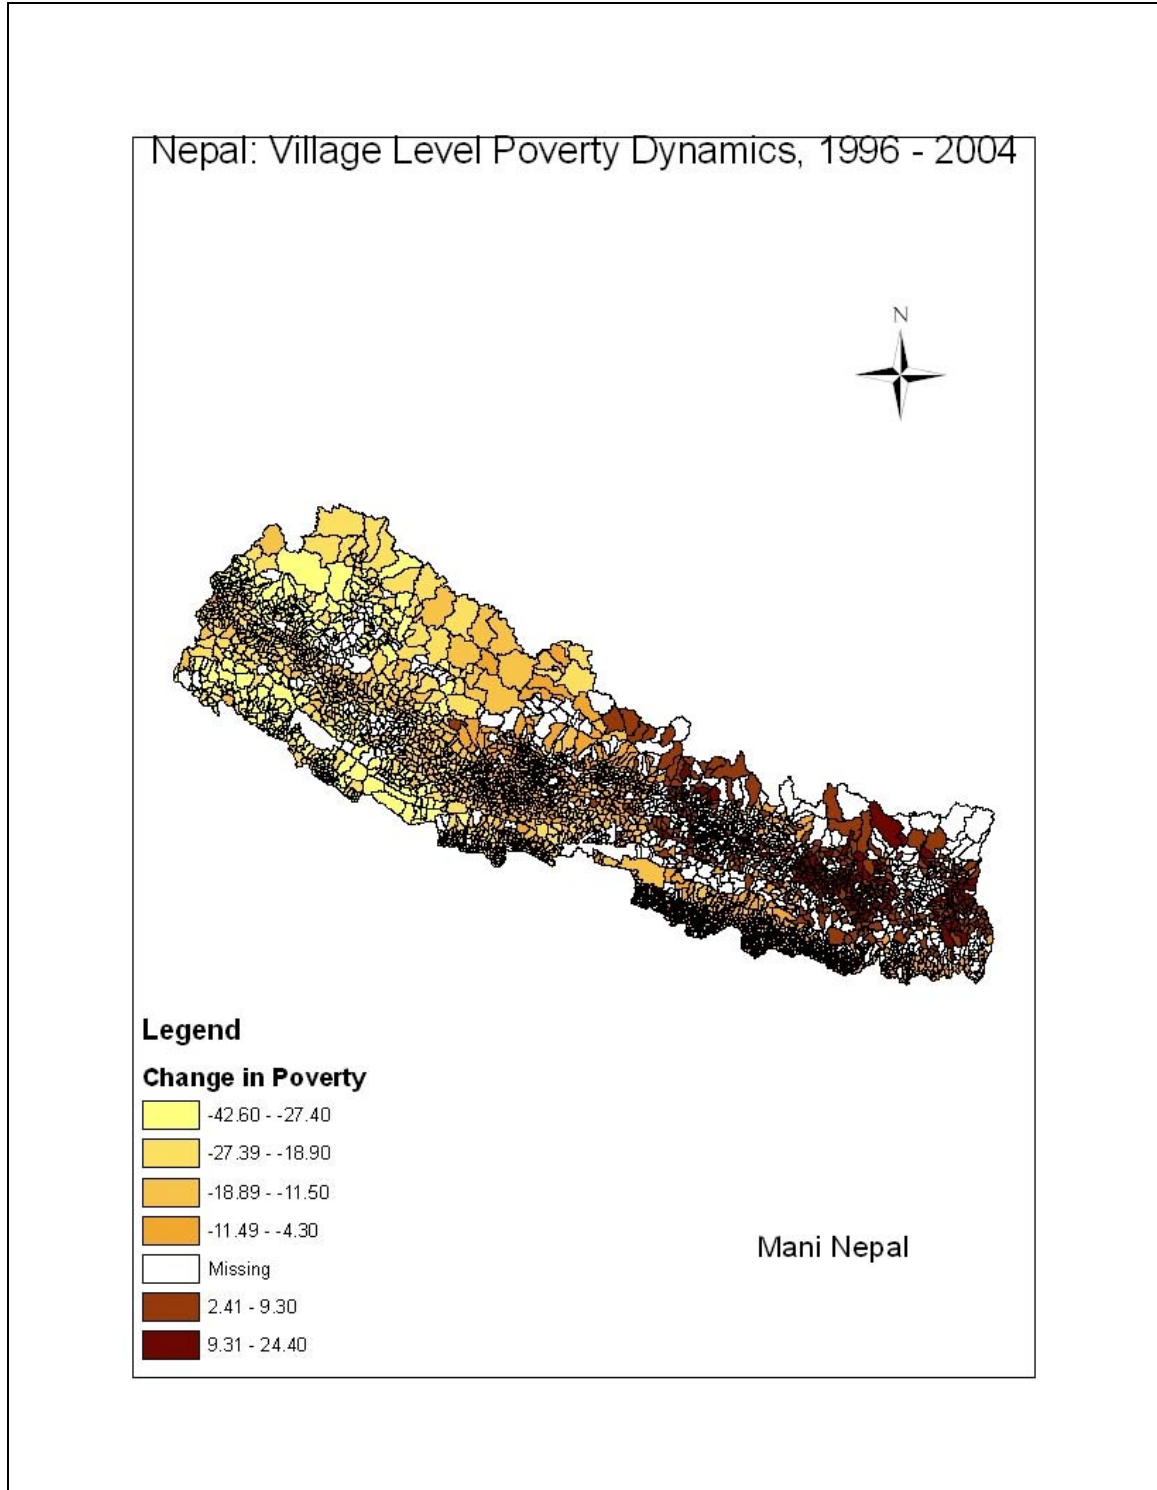 Nepal: Village Level Poverty Dynamics, 1996 - 2004
N
Legend
Change in Poverty
-42.60 - -27.40
-27.39 - -18.90
-18.89 - -11.50
-11.49 - -4.30
Missing
2.41 - 9.30
9.31 - 24.40
Mani Nepal